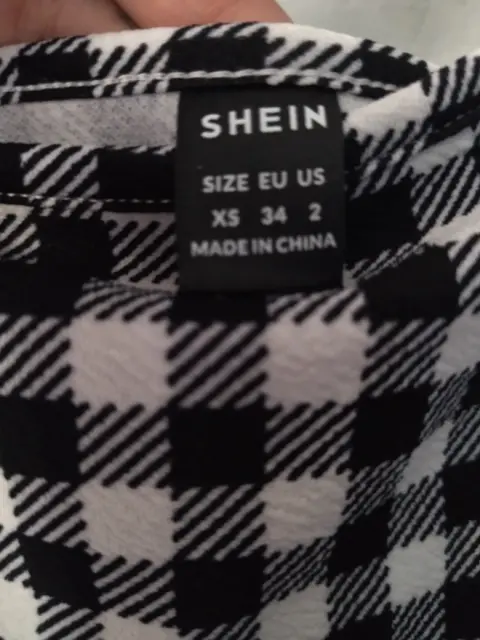 SHEIN
SIZE EU US
XS 34 2
MADE IN CHINA